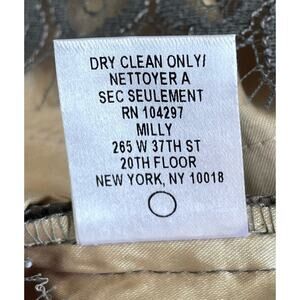 DRY CLEAN ONLY/
NETTOYER A
SEC SEULEMENT
RN 104297
MILLY
265 W 37TH ST
20TH FLOOR
NEW YORK, NY 10018